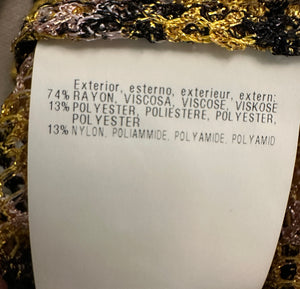 Exterior, esterno, exterieur, extern:
74% RAYON, VISCOSA, VISCOSE, VISKOSE
13% POLYESTER, POLIESTERE, POLYESTER,
POLYESTER
13% NYLON, POLIAMMIDE, POLYAMIDE, POLYAMID